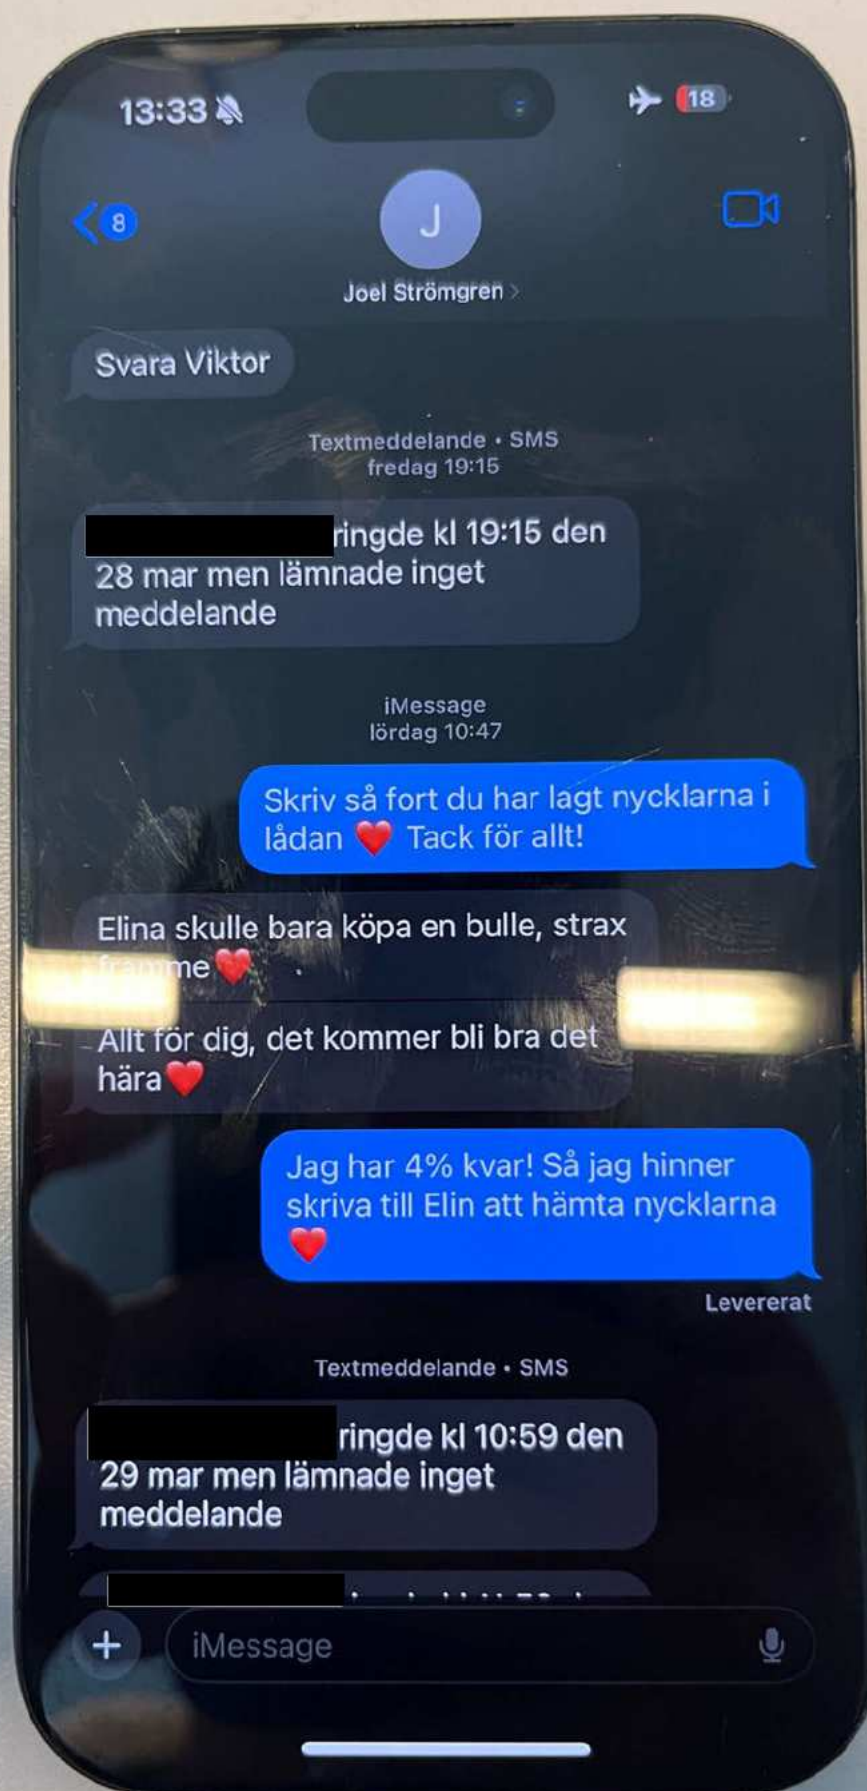 13:33
18
8
J
Joel Strömgren
Svara Viktor
Textmeddelande • SMS
fredag 19:15
ringde kl 19:15 den
28 mar men lämnade inget
meddelande
iMessage
lördag 10:47
Skriv så fort du har lagt nycklarna i
lådan ❤️ Tack för allt!
Elina skulle bara köpa en bulle, strax
framme❤️
Allt för dig, det kommer bli bra det
hära❤️
Jag har 4% kvar! Så jag hinner
skriva till Elin att hämta nycklarna
❤️
Levererat
Textmeddelande • SMS
ringde kl 10:59 den
29 mar men lämnade inget
meddelande
iMessage